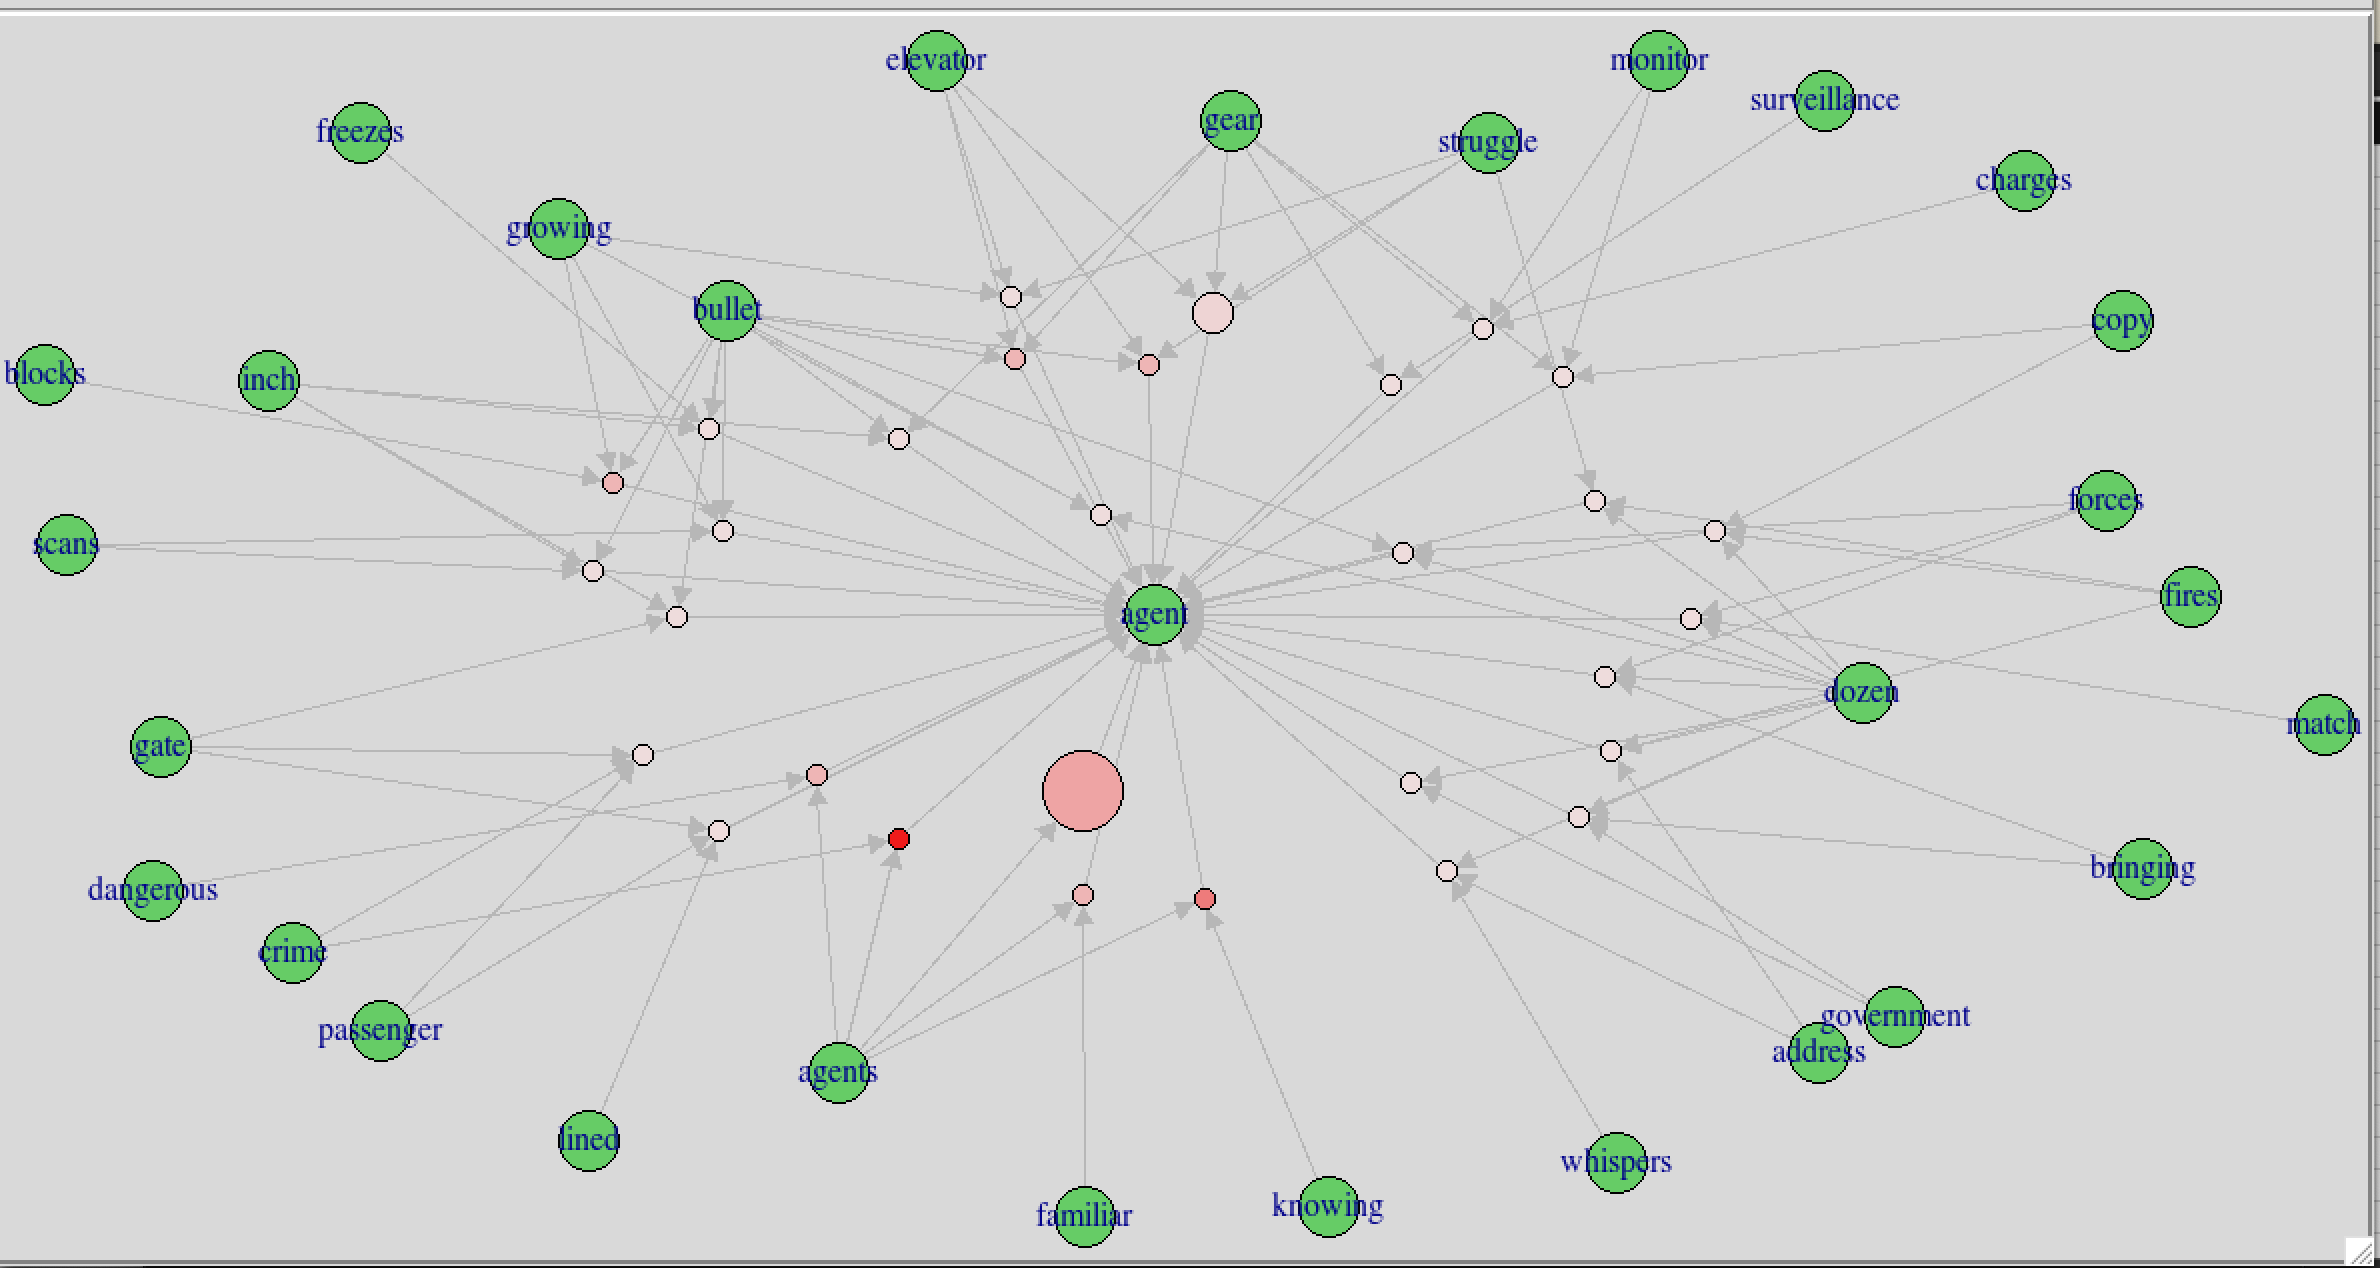 elevator
monitor
surveillance
gear
freezes
struggle
charges
growing
bullet
copy
blocks
inch
forces
scans
fires
agent
dozen
match
gate
bringing
dangerous
crime
government
passenger
address
agents
lined
whispers
knowing
familiar